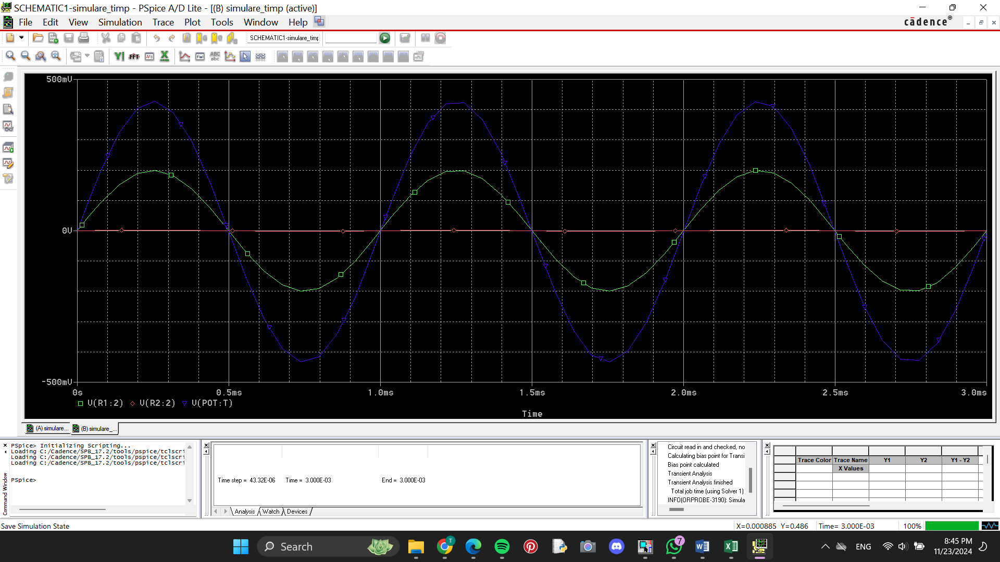 SCHEMATIC1-simulare_timp - PSpice A/D Lite - [(B) simulare_timp (active)]
File Edit View Simulation Trace Plot Tools Window Help
cādence®
SCHEMATIC1-simulare_timp
FFT
ABC
abc
500mV
0V
-500mV
0s 0.5ms 1.0ms 1.5ms 2.0ms 2.5ms 3.0ms
V(R1:2) V(R2:2) V(POT:T)
Time
(A) simulare... (B) simulare_...
Command Window
PSpice> Initializing Scripting...
Loading C:/Cadence/SPB_17.2/tools/pspice/tclscri
Loading C:/Cadence/SPB_17.2/tools/pspice/tclscri
Loading C:/Cadence/SPB_17.2/tools/pspice/tclscri
PSpice>
Time step = 43.32E-06 Time = 3.000E-03 End = 3.000E-03
Analysis Watch Devices
Circuit read in and checked, no
Calculating bias point for Transi
Bias point calculated
Transient Analysis
Transient Analysis finished
Total job time (using Solver 1)
INFO(ORPROBE-3190): Simula
Trace Color Trace Name Y1 Y2 Y1 - Y2
X Values
Save Simulation State
X=0.000885 Y=0.486 Time= 3.000E-03 100%
Search
T
7
ENG
8:45 PM
11/23/2024